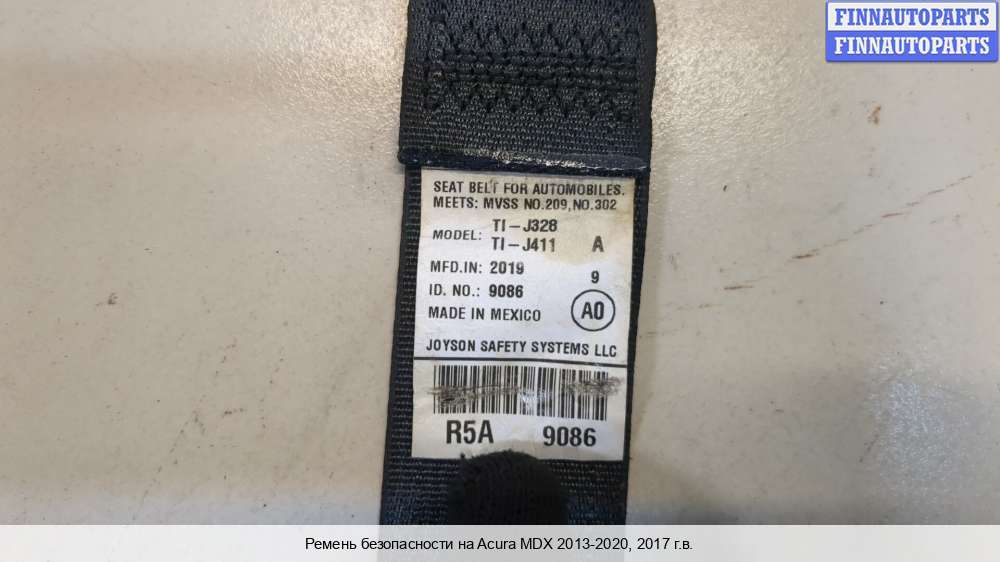 FINNAUTOPARTS
FINNAUTOPARTS
SEAT BELT FOR AUTOMOBILES.
MEETS: MVSS NO.209,NO.302
MODEL: TI-J328
TI-J411 A
MFD.IN: 2019 9
ID. NO.: 9086
MADE IN MEXICO A0
JOYSON SAFETY SYSTEMS LLC
R5A 9086
Ремень безопасности на Acura MDX 2013-2020, 2017 г.в.